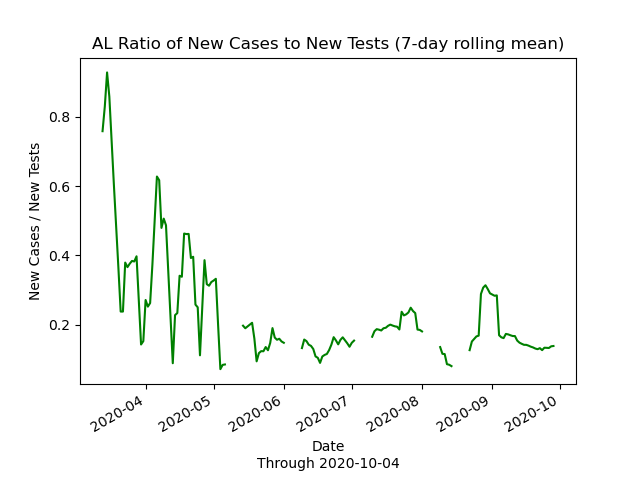 AL Ratio of New Cases to New Tests (7-day rolling mean)
New Cases / New Tests
0.8
0.6
0.4
0.2
2020-04
2020-05
2020-06
2020-07
2020-08
2020-09
2020-10
Date
Through 2020-10-04